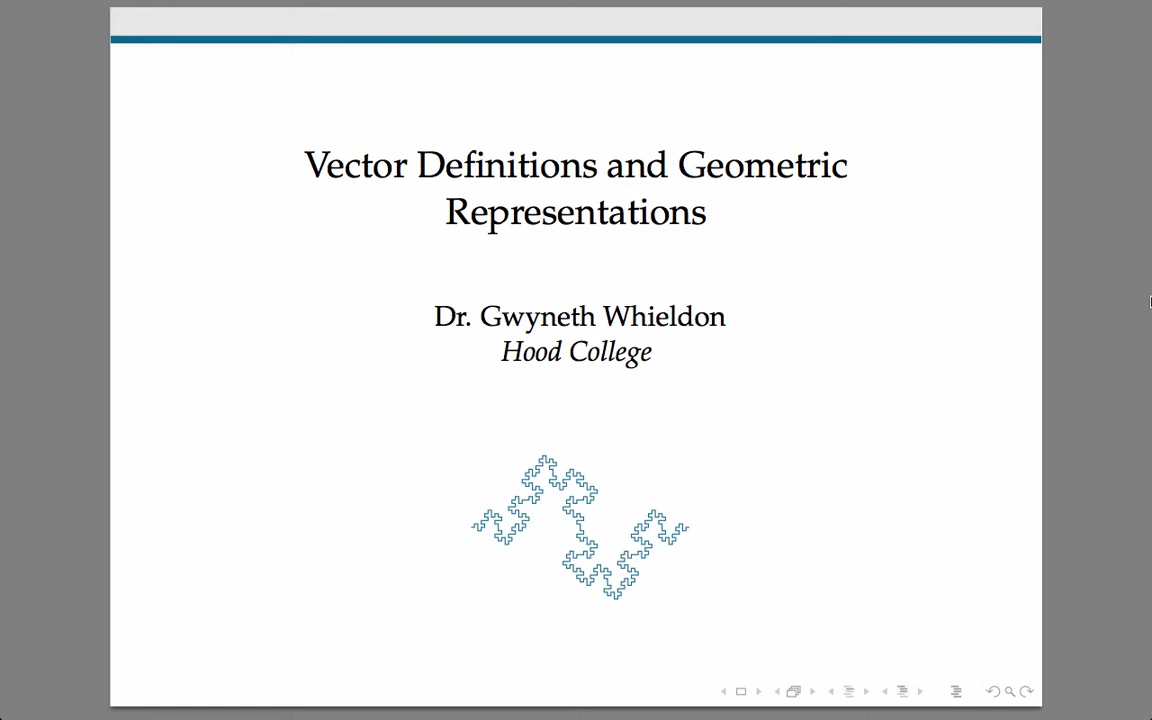 Vector Definitions and Geometric
Representations
Dr. Gwyneth Whieldon
Hood College